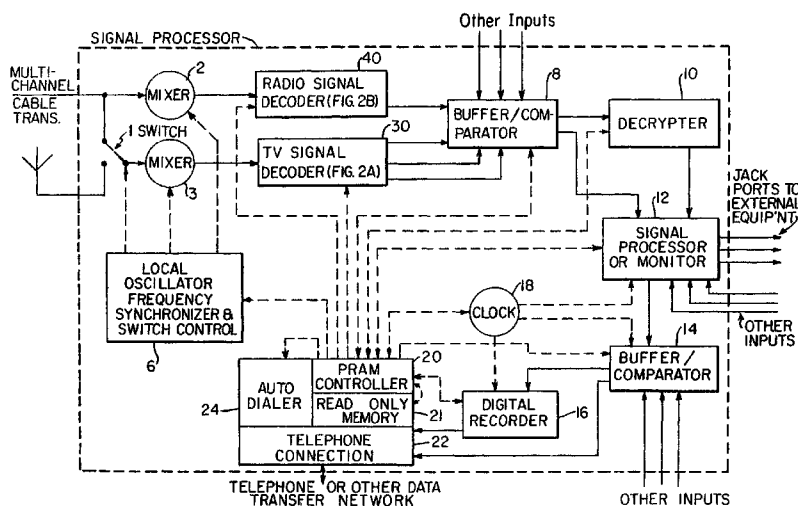 Other Inputs
SIGNAL PROCESSOR
MULTI-
CHANNEL
CABLE
TRANS.
2
MIXER
40
RADIO SIGNAL
DECODER (FIG. 2B)
8
BUFFER/COM-
PARATOR
10
DECRYPTER
1 SWITCH
MIXER
3
30
TV SIGNAL
DECODER (FIG. 2A)
JACK
PORTS TO
EXTERNAL
EQUIP'NT
12
SIGNAL
PROCESSOR
OR MONITOR
LOCAL
OSCILLATOR
FREQUENCY
SYNCHRONIZER &
SWITCH CONTROL
6
18
CLOCK
OTHER
INPUTS
14
BUFFER /
COMPARATOR
20
PRAM
CONTROLLER
AUTO
DIALER
24
READ ONLY
MEMORY
21
DIGITAL
RECORDER
16
TELEPHONE
CONNECTION
22
TELEPHONE OR OTHER DATA
TRANSFER NETWORK
OTHER INPUTS